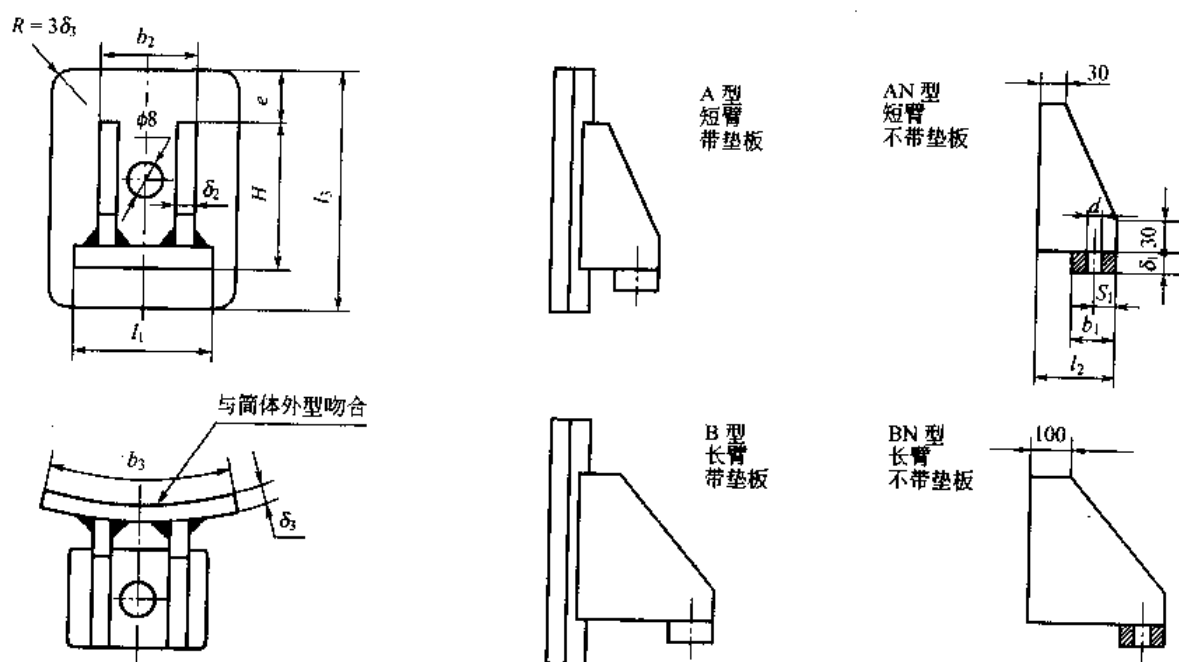 R = 3δ₃
b₂
e
φ8
δ₂
H
l₃
l₁
A 型
短臂
带垫板
AN 型
短臂
不带垫板
30
d
30
δ₁
S₁
b₁
l₂
与筒体外型吻合
b₃
δ₃
B 型
长臂
带垫板
BN 型
长臂
不带垫板
100